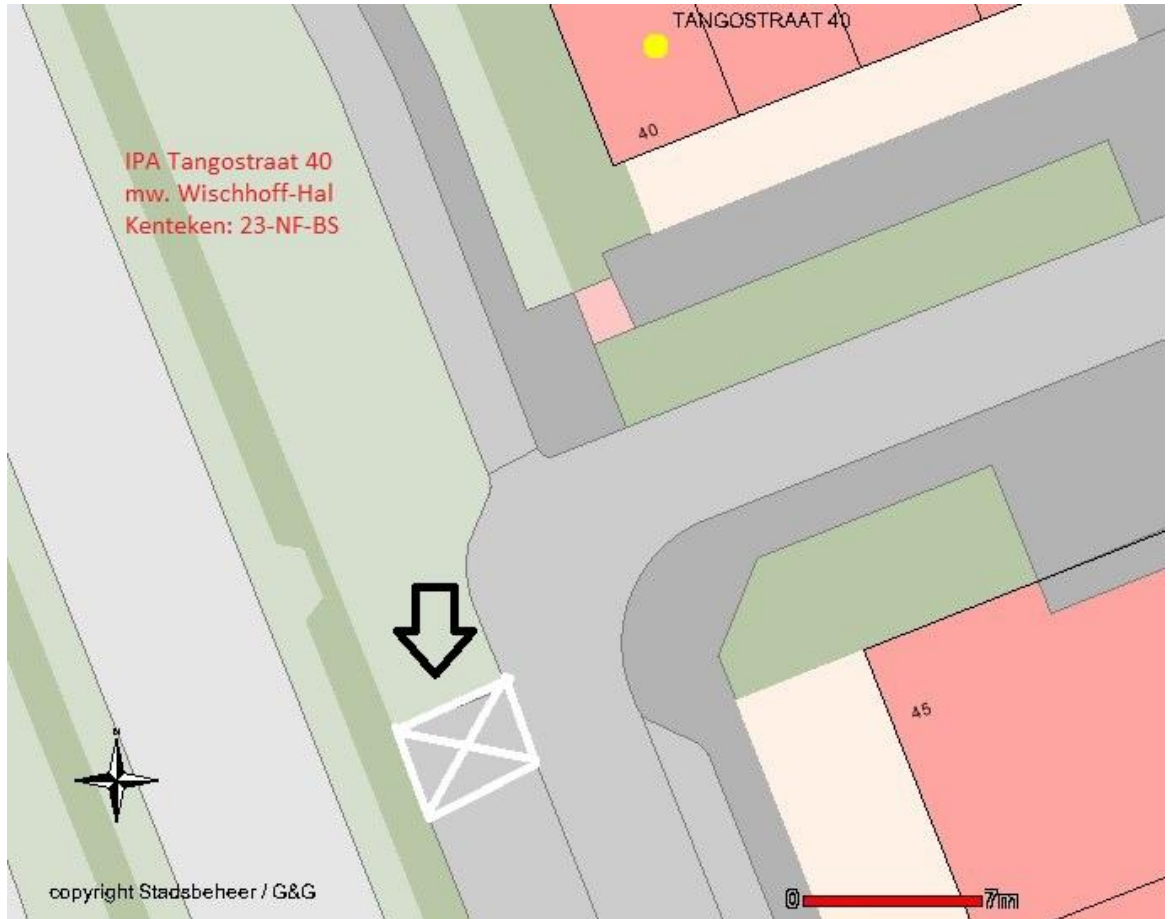 TANGOSTRAAT 40
40
IPA Tangostraat 40
mw. Wischhoff-Hal
Kenteken: 23-NF-BS
45
N
copyright Stadsbeheer / G&G
0 7m